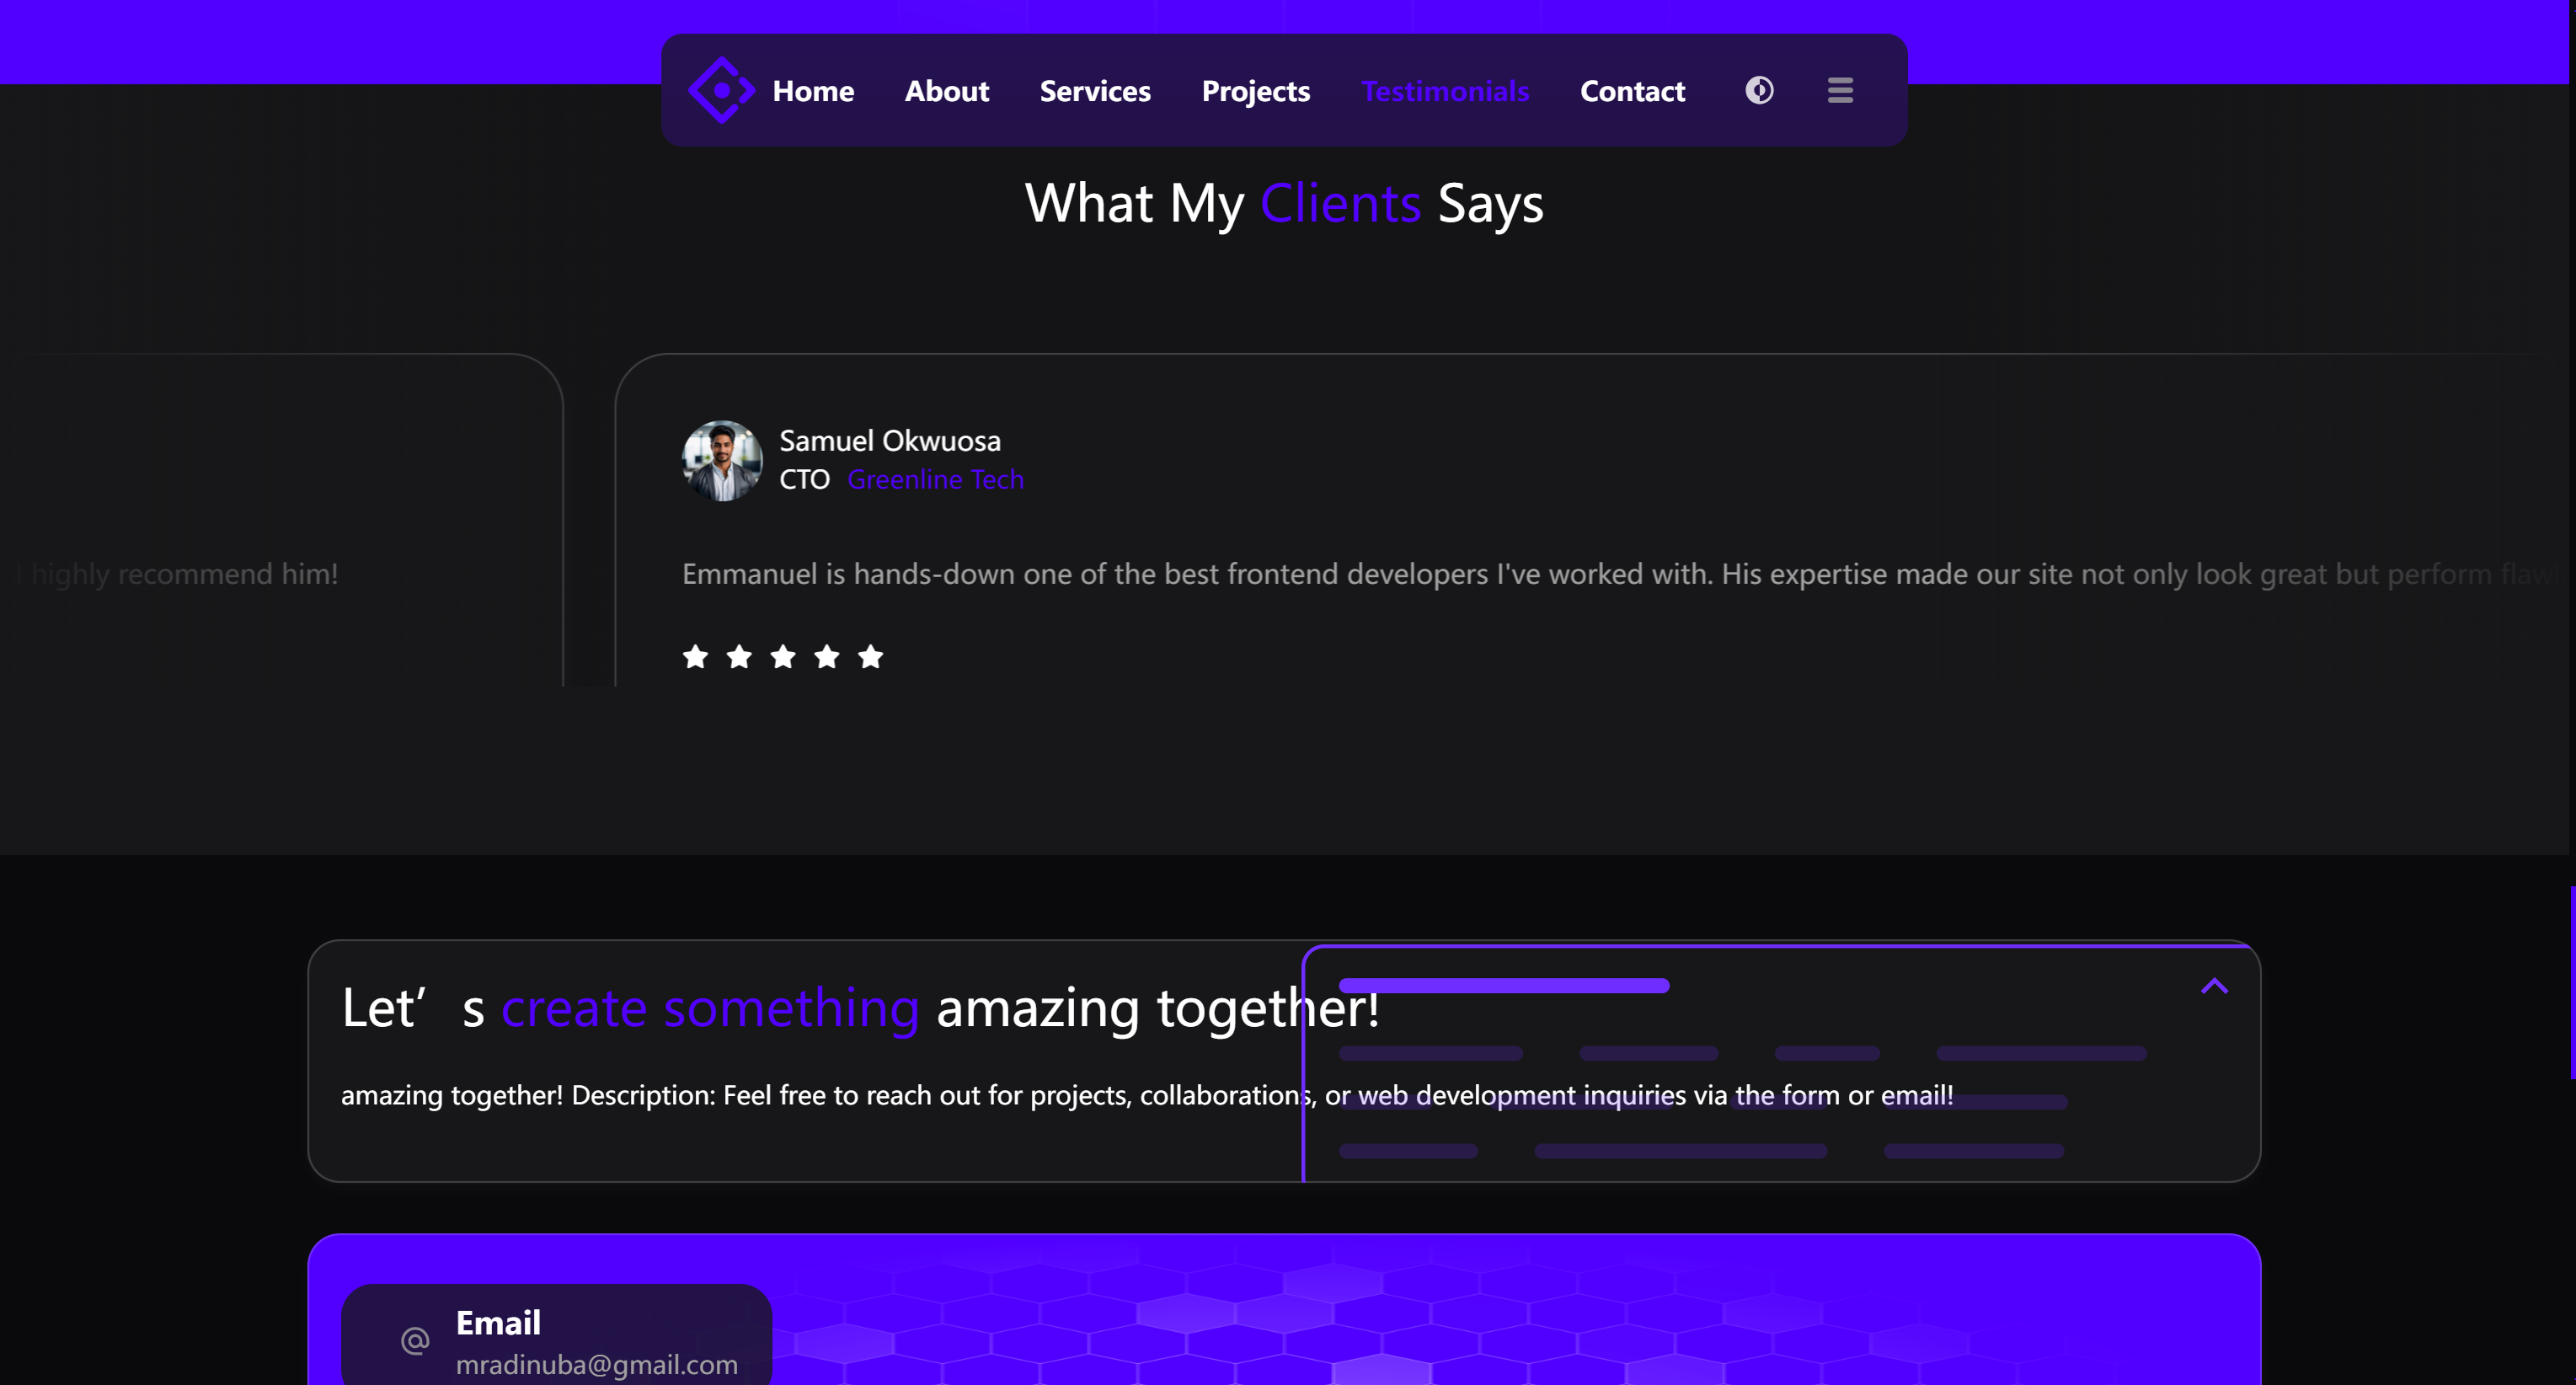 Home About Services Projects Testimonials Contact
What My Clients Says
Samuel Okwuosa
CTO Greenline Tech
I highly recommend him!
Emmanuel is hands-down one of the best frontend developers I've worked with. His expertise made our site not only look great but perform
Let’s create something amazing together!
amazing together! Description: Feel free to reach out for projects, collaborations, or web development inquiries via the form or email!
Email
mradinuba@gmail.com